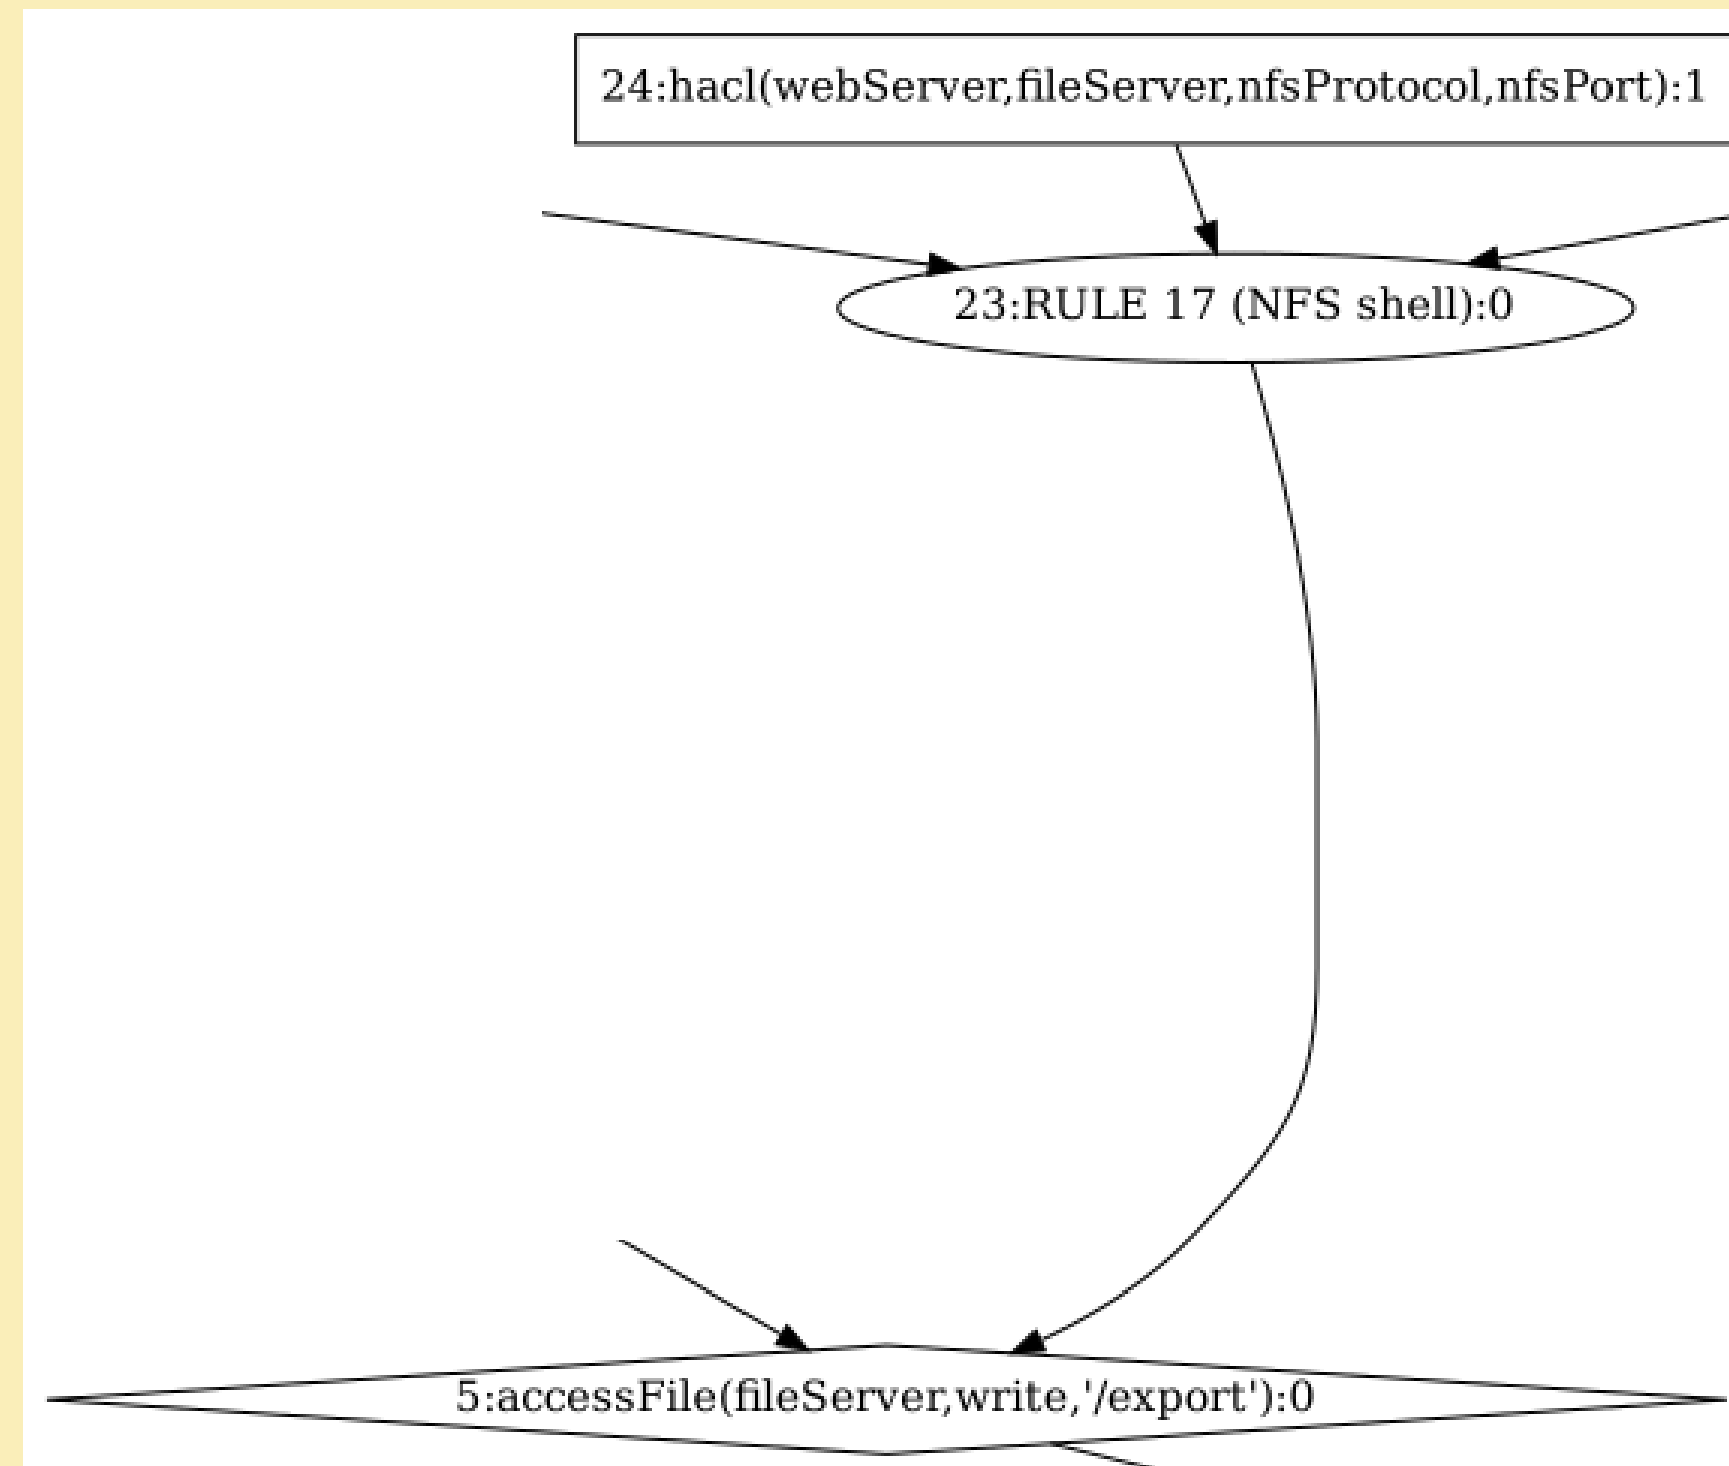 24:hacl(webServer,fileServer,nfsProtocol,nfsPort):1
23:RULE 17 (NFS shell):0
5:accessFile(fileServer,write,'/export'):0